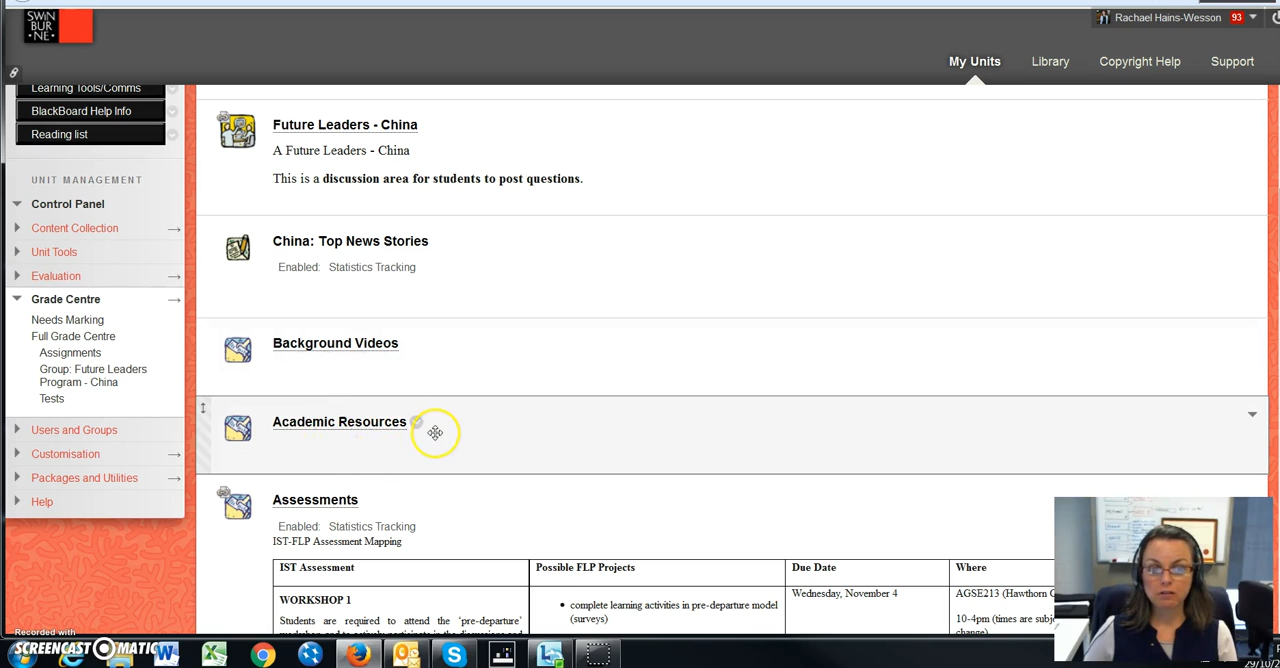 SWIN
BUR
•NE•
Rachael Hains-Wesson 93
My Units Library Copyright Help Support
Learning Tools/Comms
BlackBoard Help Info
Reading list
UNIT MANAGEMENT
Control Panel
Content Collection
Unit Tools
Evaluation
Grade Centre
Needs Marking
Full Grade Centre
Assignments
Group: Future Leaders
Program - China
Tests
Users and Groups
Customisation
Packages and Utilities
Help
Future Leaders - China
A Future Leaders - China
This is a discussion area for students to post questions.
China: Top News Stories
Enabled: Statistics Tracking
Background Videos
Academic Resources
Assessments
Enabled: Statistics Tracking
IST-FLP Assessment Mapping
IST Assessment Possible FLP Projects Due Date Where
WORKSHOP 1
Students are required to attend the 'pre-departure'
• complete learning activities in pre-departure model
(surveys)
Wednesday, November 4
AGSE213 (Hawthorn
10-4pm (times are
Recorded with
SCREENCAST MATIC
29/10/